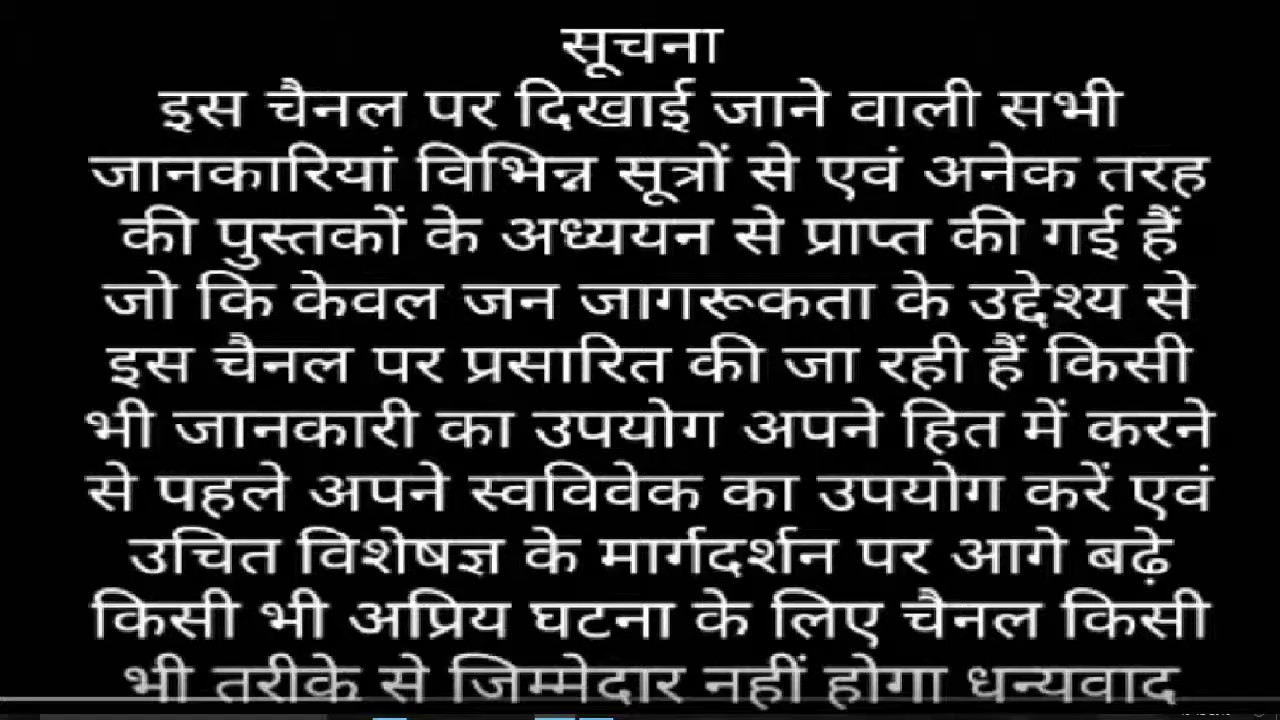 सूचना
इस चैनल पर दिखाई जाने वाली सभी
जानकारियां विभिन्न सूत्रों से एवं अनेक तरह
की पुस्तकों के अध्ययन से प्राप्त की गई हैं
जो कि केवल जन जागरूकता के उद्देश्य से
इस चैनल पर प्रसारित की जा रही हैं किसी
भी जानकारी का उपयोग अपने हित में करने
से पहले अपने स्वविवेक का उपयोग करें एवं
उचित विशेषज्ञ के मार्गदर्शन पर आगे बढ़े
किसी भी अप्रिय घटना के लिए चैनल किसी
भी तरीके से जिम्मेदार नहीं होगा धन्यवाद